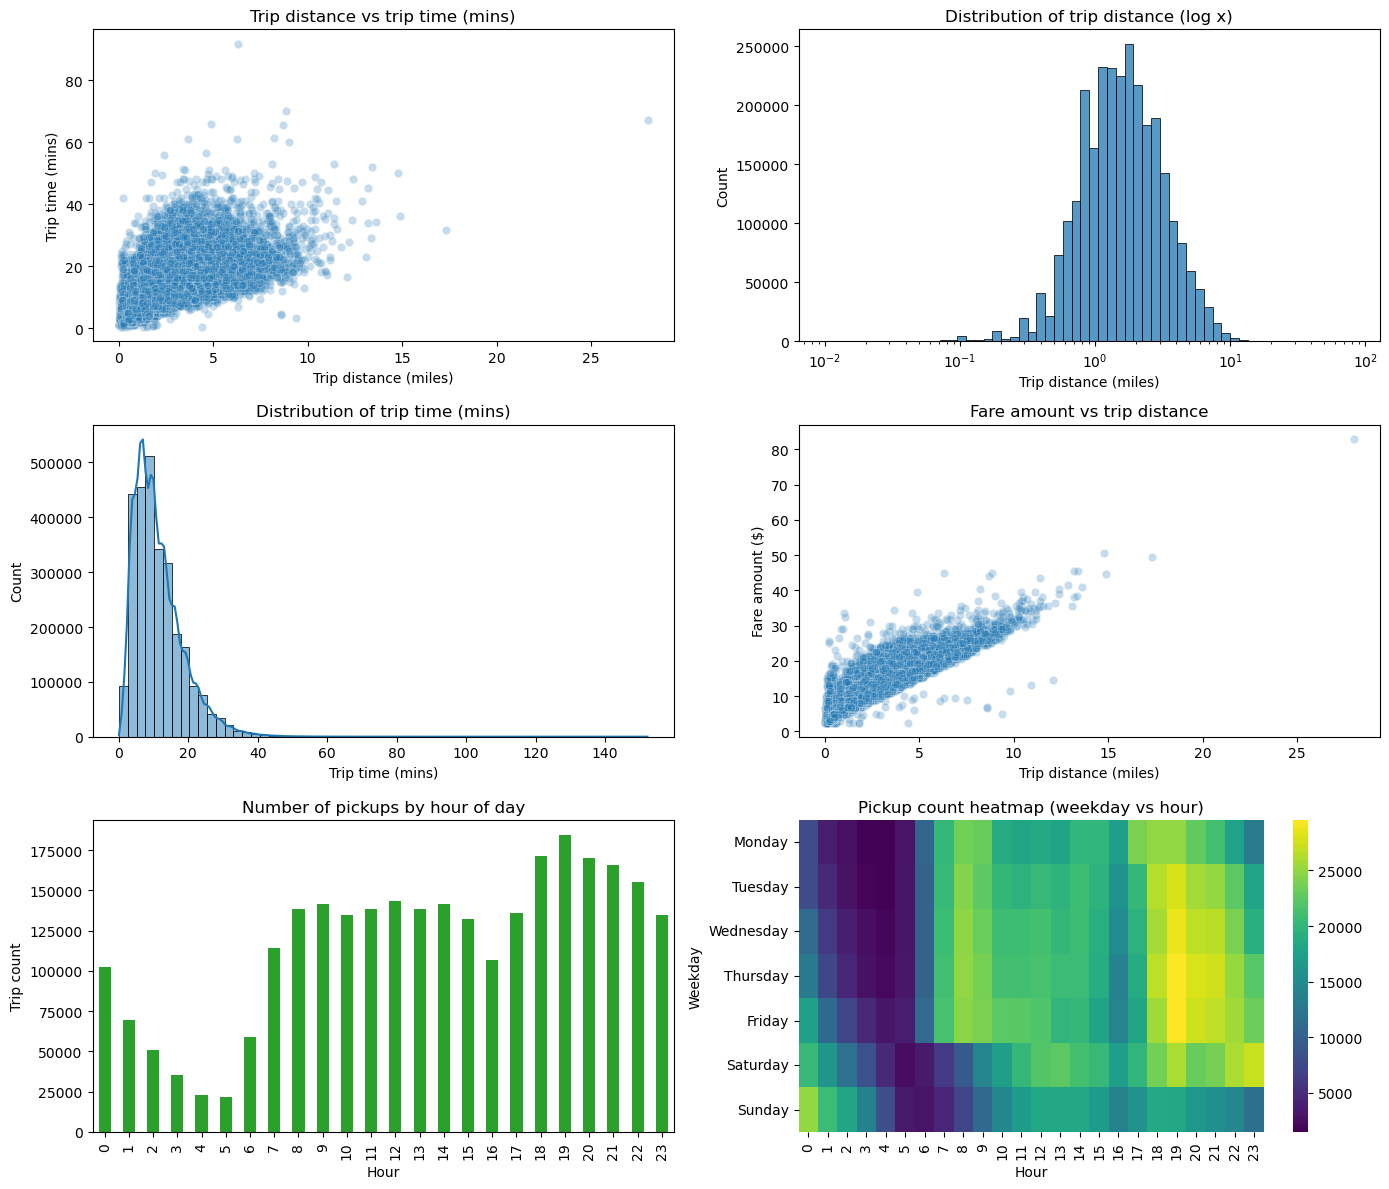 Trip distance vs trip time (mins)
Trip time (mins)
80
60
40
20
0
0 5 10 15 20 25
Trip distance (miles)
Distribution of trip distance (log x)
Count
250000
200000
150000
100000
50000
0
10⁻² 10⁻¹ 10⁰ 10¹ 10²
Trip distance (miles)
Distribution of trip time (mins)
Count
500000
400000
300000
200000
100000
0
0 20 40 60 80 100 120 140
Trip time (mins)
Fare amount vs trip distance
Fare amount ($)
80
70
60
50
40
30
20
10
0
0 5 10 15 20 25
Trip distance (miles)
Number of pickups by hour of day
Trip count
175000
150000
125000
100000
75000
50000
25000
0
0 1 2 3 4 5 6 7 8 9 10 11 12 13 14 15 16 17 18 19 20 21 22 23
Hour
Pickup count heatmap (weekday vs hour)
Weekday
Monday
Tuesday
Wednesday
Thursday
Friday
Saturday
Sunday
0 1 2 3 4 5 6 7 8 9 10 11 12 13 14 15 16 17 18 19 20 21 22 23
Hour
25000
20000
15000
10000
5000